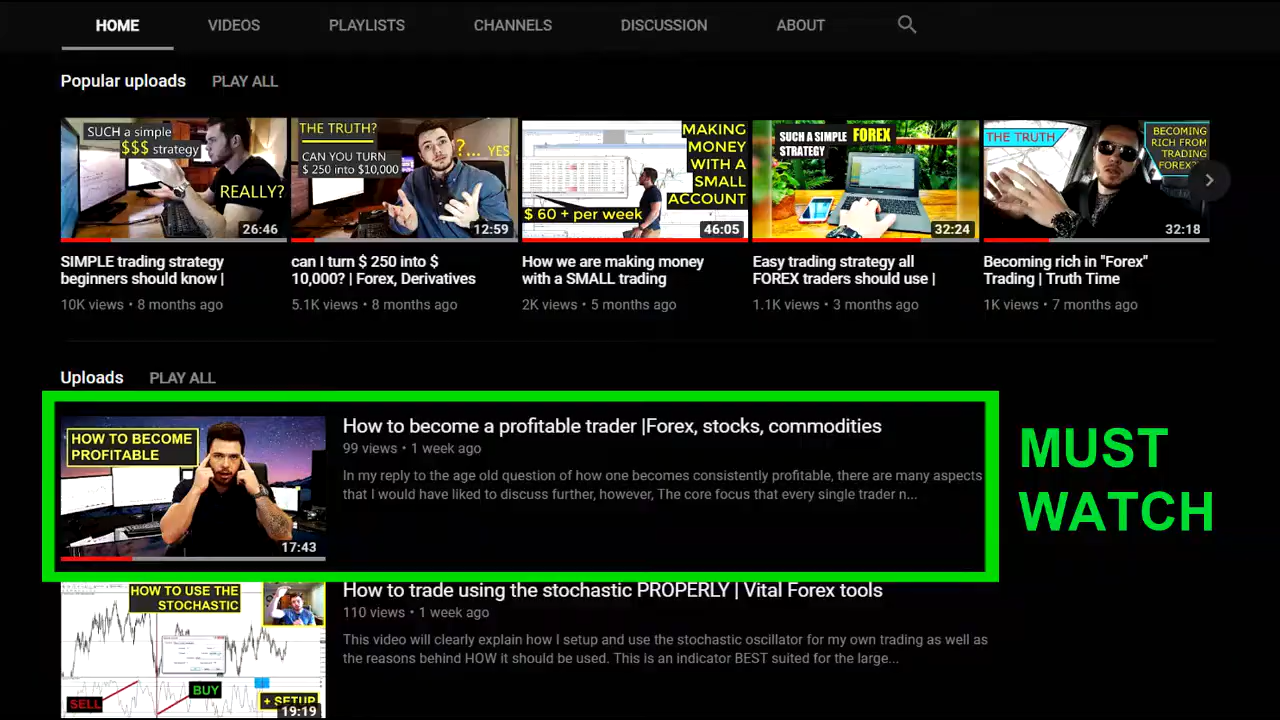 HOME VIDEOS PLAYLISTS CHANNELS DISCUSSION ABOUT
Popular uploads PLAY ALL
SUCH a simple
$$$ strategy
REALLY?
26:46
THE TRUTH?
CAN YOU TURN
$ 250 into $10,000
?... YES
12:59
MAKING
MONEY
WITH A
SMALL
ACCOUNT
$ 60 + per week
46:05
SUCH A SIMPLE FOREX
STRATEGY
32:24
THE TRUTH
BECOMING
RICH FROM
TRADING
FOREX?
32:18
SIMPLE trading strategy
beginners should know |
10K views • 8 months ago
can I turn $ 250 into $
10,000? | Forex, Derivatives
5.1K views • 8 months ago
How we are making money
with a SMALL trading
2K views • 5 months ago
Easy trading strategy all
FOREX traders should use |
1.1K views • 3 months ago
Becoming rich in "Forex"
Trading | Truth Time
1K views • 7 months ago
Uploads PLAY ALL
HOW TO BECOME
PROFITABLE
17:43
How to become a profitable trader |Forex, stocks, commodities
99 views • 1 week ago
In my reply to the age old question of how one becomes consistently profitable, there are many aspects
that I would have liked to discuss further, however, The core focus that every single trader n...
MUST
WATCH
HOW TO USE THE
STOCHASTIC
BUY
SELL
+ SETUP
19:19
How to trade using the stochastic PROPERLY | Vital Forex tools
110 views • 1 week ago
This video will clearly explain how I setup and use the stochastic oscillator for my own trading as well as
the reasons behind HOW it should be used. This is an indicator BEST suited for the large...